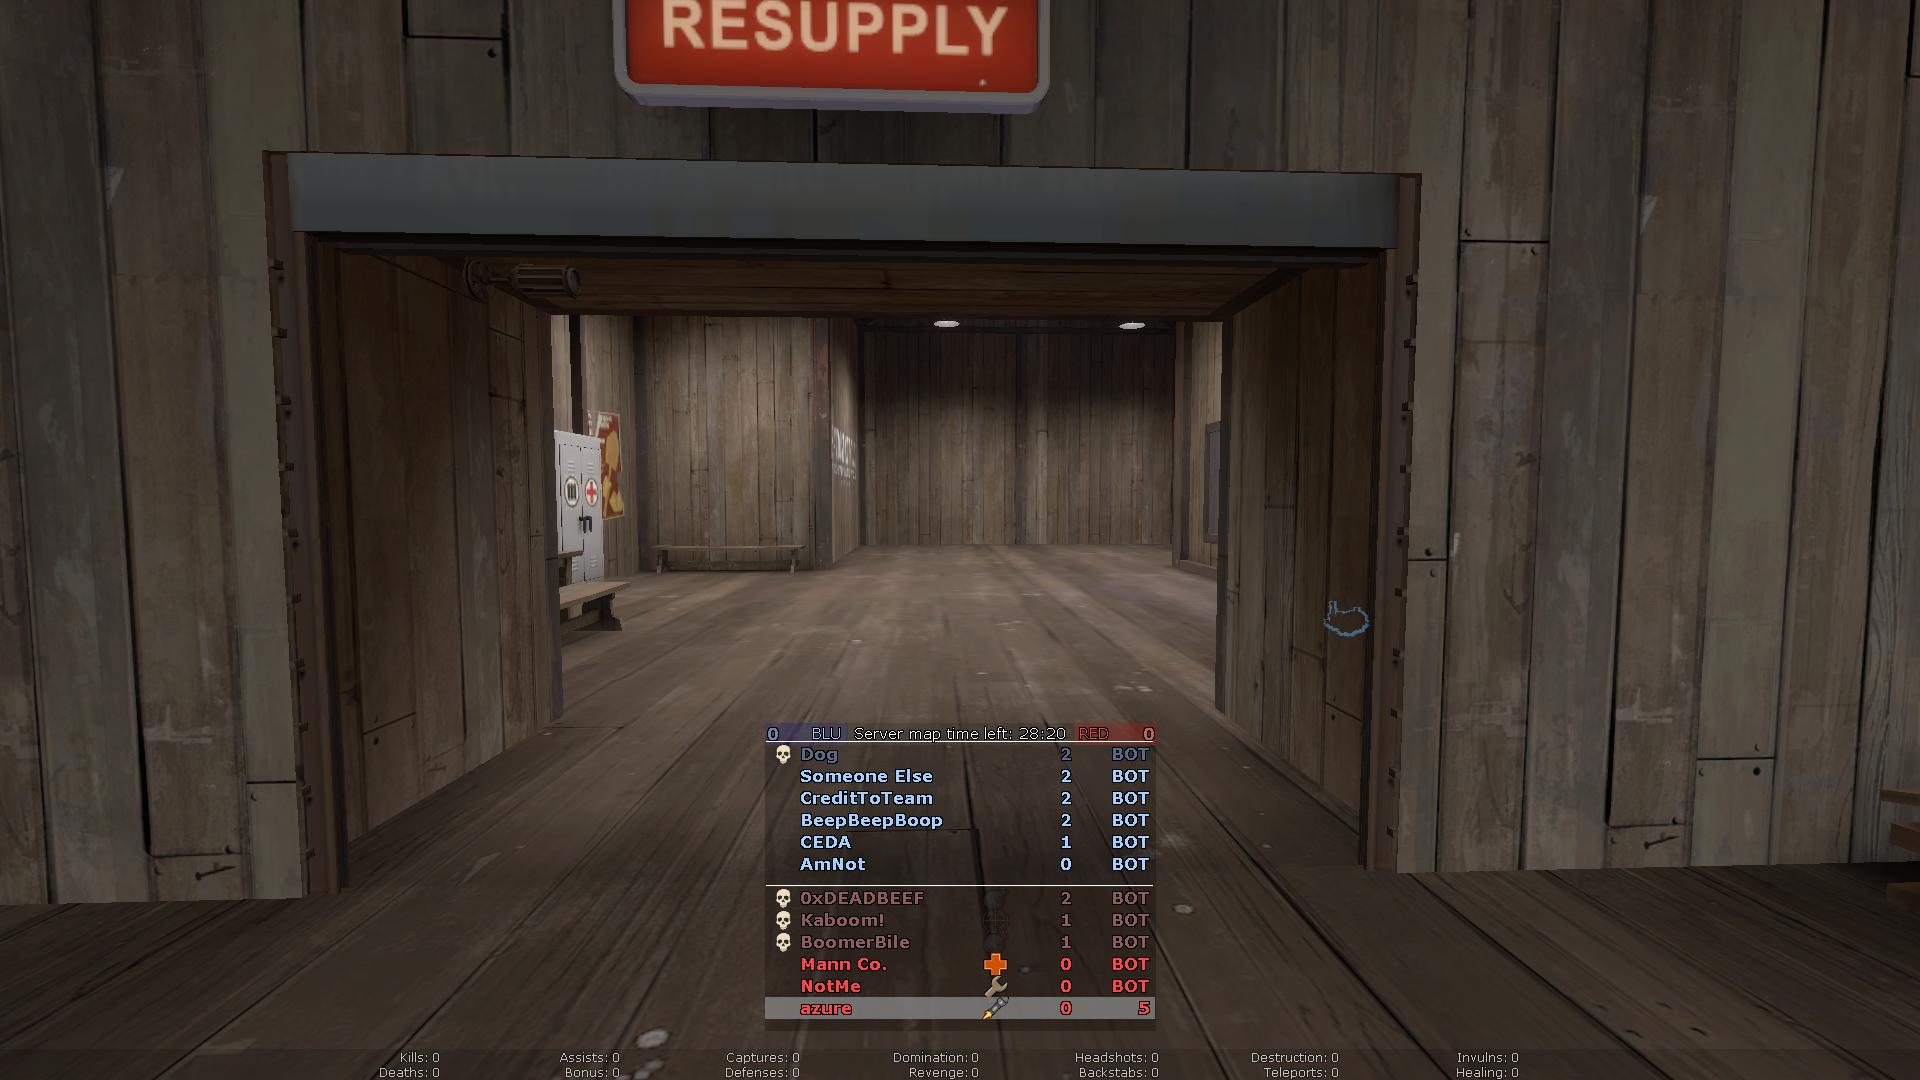 RESUPPLY
0 BLU Server map time left: 28:20 RED 0
Dog 2 BOT
Someone Else 2 BOT
CreditToTeam 2 BOT
BeepBeepBoop 2 BOT
CEDA 1 BOT
AmNot 0 BOT
0xDEADBEEF 2 BOT
Kaboom! 1 BOT
BoomerBile 1 BOT
Mann Co. 0 BOT
NotMe 0 BOT
azure 0 5
Kills: 0 Assists: 0 Captures: 0 Domination: 0 Headshots: 0 Destruction: 0 Invulns: 0
Deaths: 0 Bonus: 0 Defenses: 0 Revenge: 0 Backstabs: 0 Teleports: 0 Healing: 0